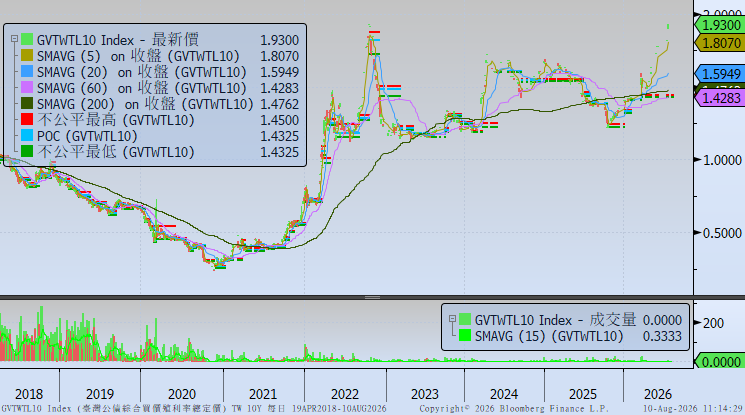 2.0000
GVTWTL10 Index - 最新價 1.9300
SMAVG (5) on 收盤 (GVTWTL10) 1.8070
SMAVG (20) on 收盤 (GVTWTL10) 1.5949
SMAVG (60) on 收盤 (GVTWTL10) 1.4283
SMAVG (200) on 收盤 (GVTWTL10) 1.4762
不公平最高 (GVTWTL10) 1.4500
POC (GVTWTL10) 1.4325
不公平最低 (GVTWTL10) 1.4325
1.9300
1.8070
1.5949
1.4283
1.0000
0.5000
GVTWTL10 Index - 成交量 0.0000
SMAVG (15) (GVTWTL10) 0.3333
200
0.0000
2018 2019 2020 2021 2022 2023 2024 2025 2026
GVTWTL10 Index (臺灣公債綜合買價殖利率總定價) TW 10Y 每日 19APR2018-10AUG2026 Copyright© 2026 Bloomberg Finance L.P. 10-Aug-2026 11:14:29